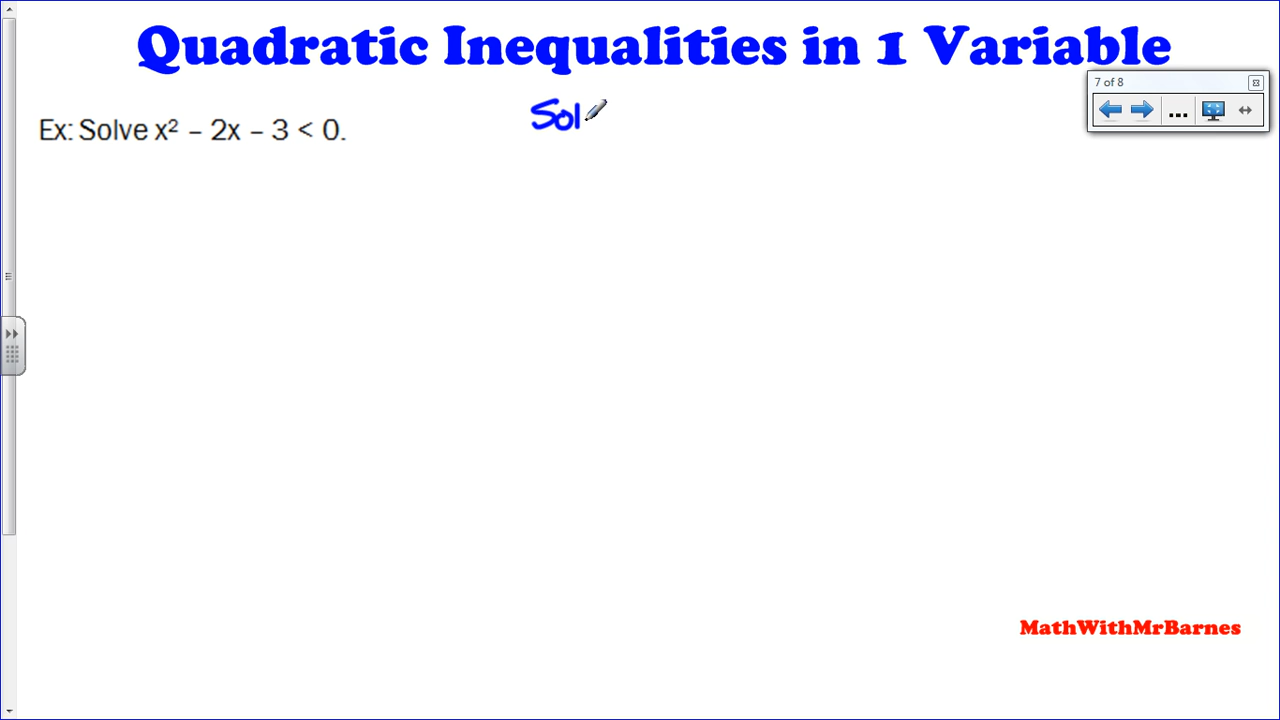 Quadratic Inequalities in 1 Variable
7 of 8
Ex: Solve x² – 2x – 3 < 0.
Sol
MathWithMrBarnes